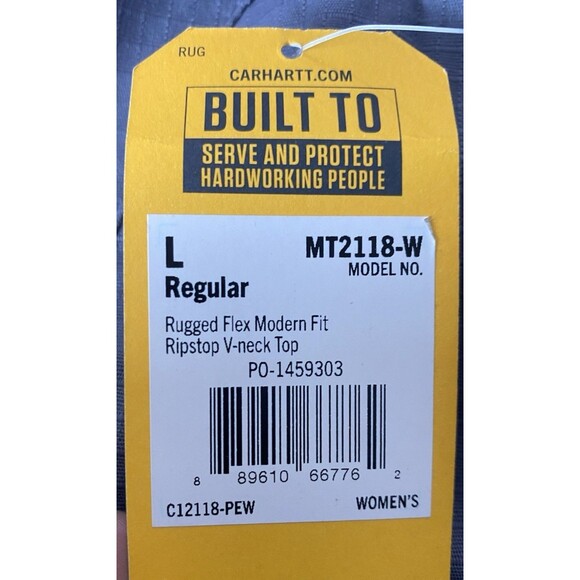 RUG
CARHARTT.COM
BUILT TO
SERVE AND PROTECT
HARDWORKING PEOPLE
L
Regular
MT2118-W
MODEL NO.
Rugged Flex Modern Fit
Ripstop V-neck Top
PO-1459303
8 89610 66776 2
C12118-PEW WOMEN'S